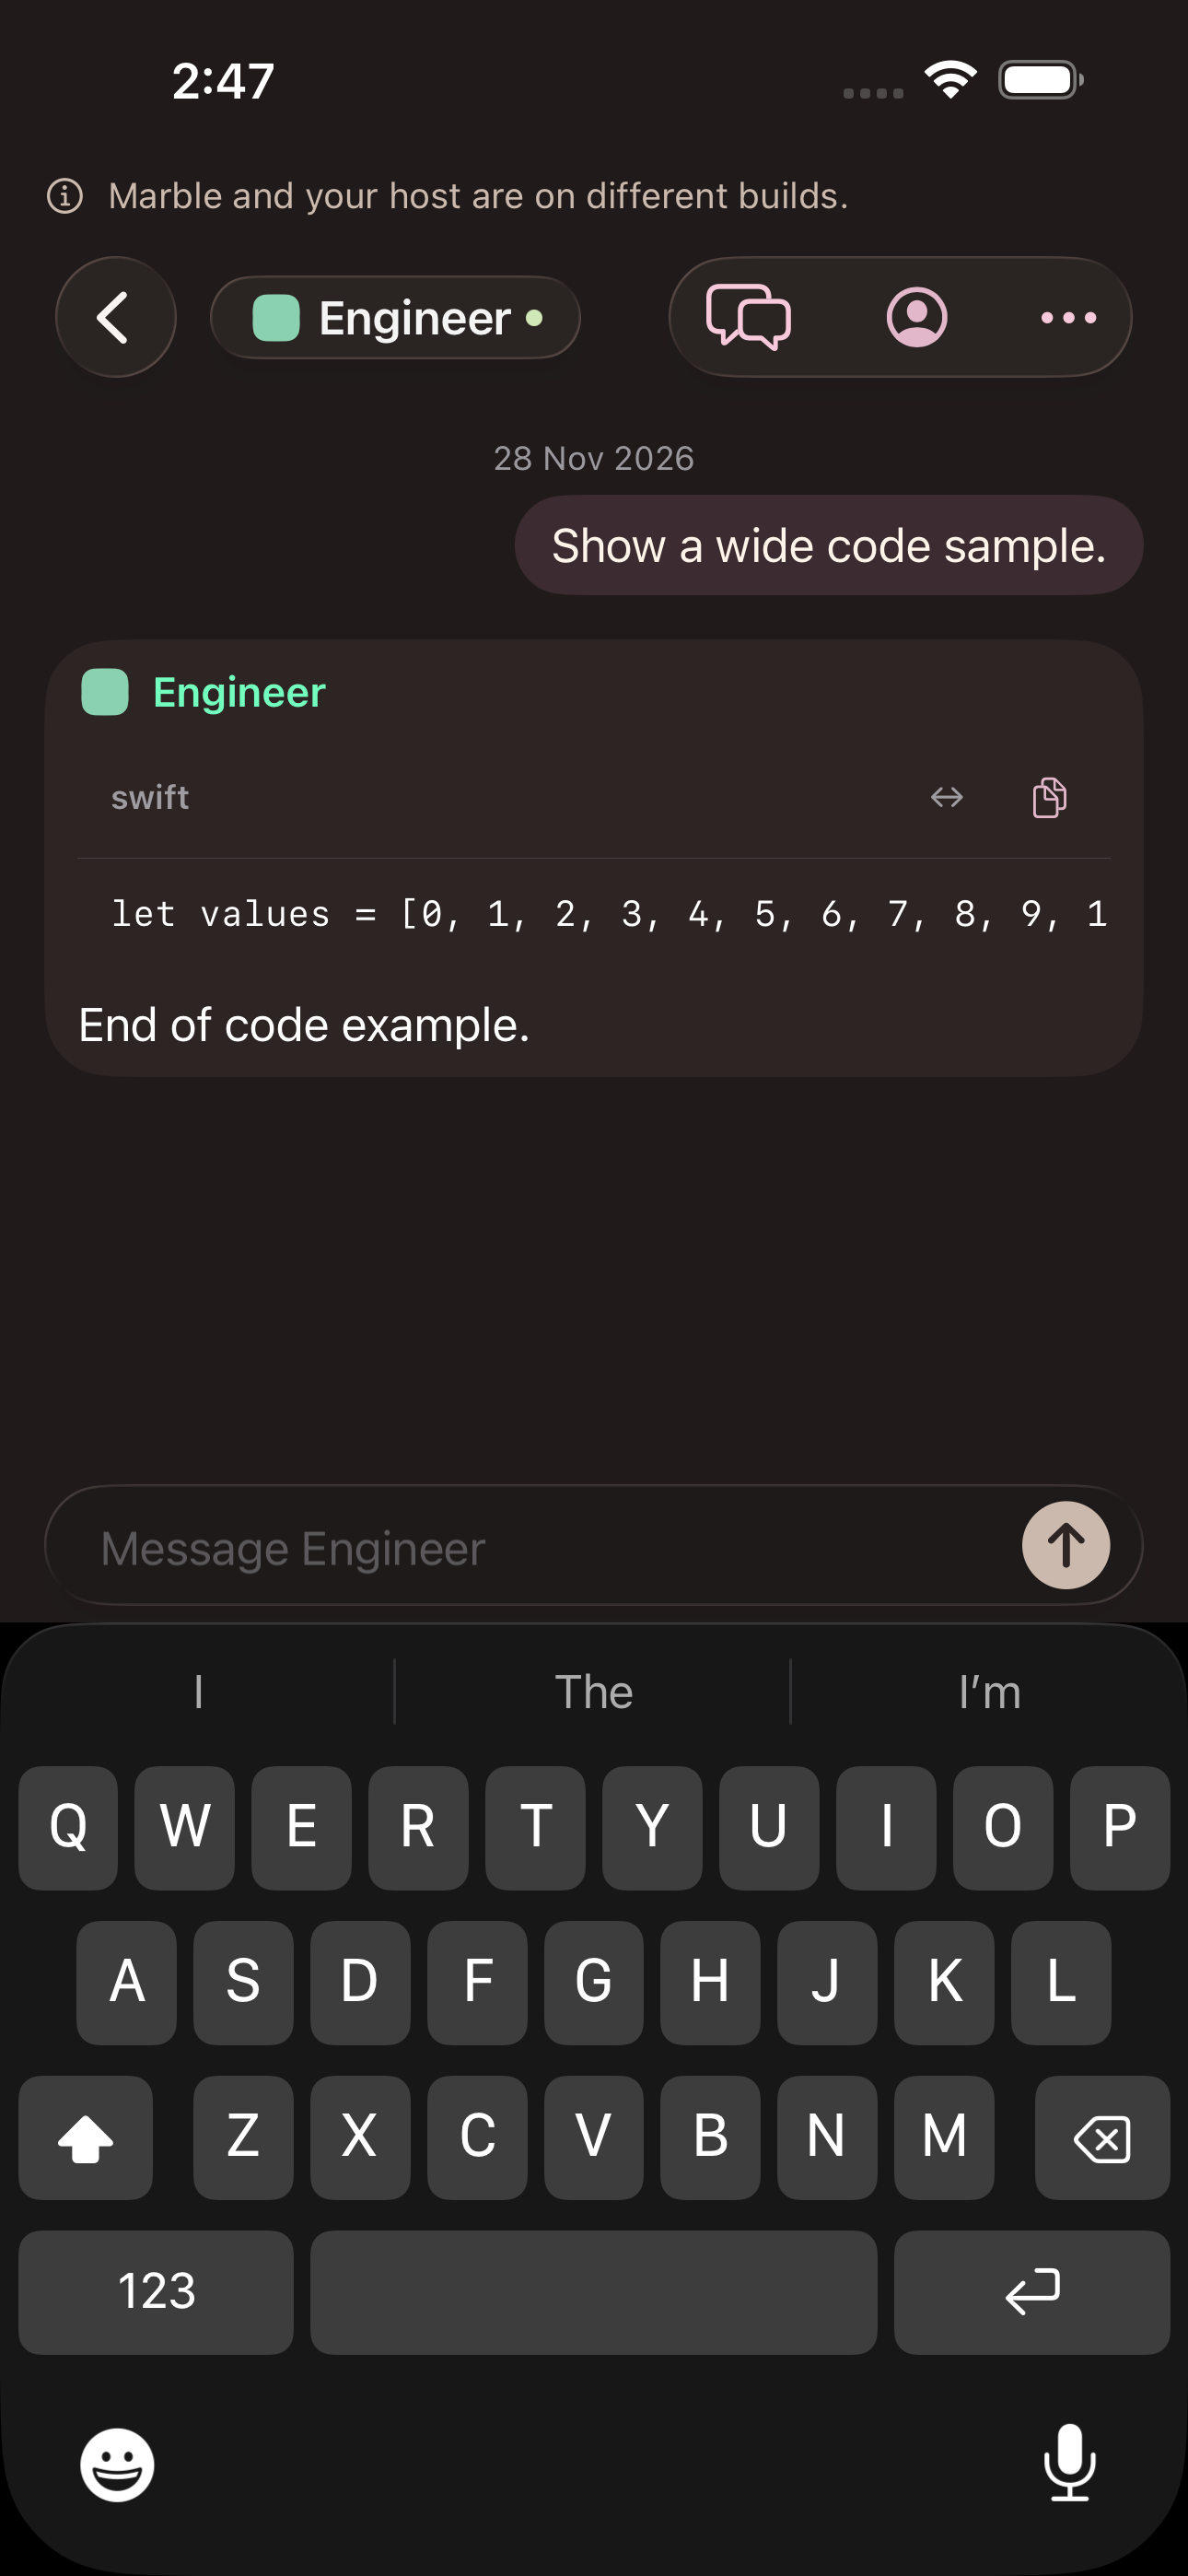 2:47
Marble and your host are on different builds.
Engineer
28 Nov 2026
Show a wide code sample.
Engineer
swift
let values = [0, 1, 2, 3, 4, 5, 6, 7, 8, 9, 1
End of code example.
Message Engineer
I The I’m
Q W E R T Y U I O P
A S D F G H J K L
Z X C V B N M
123